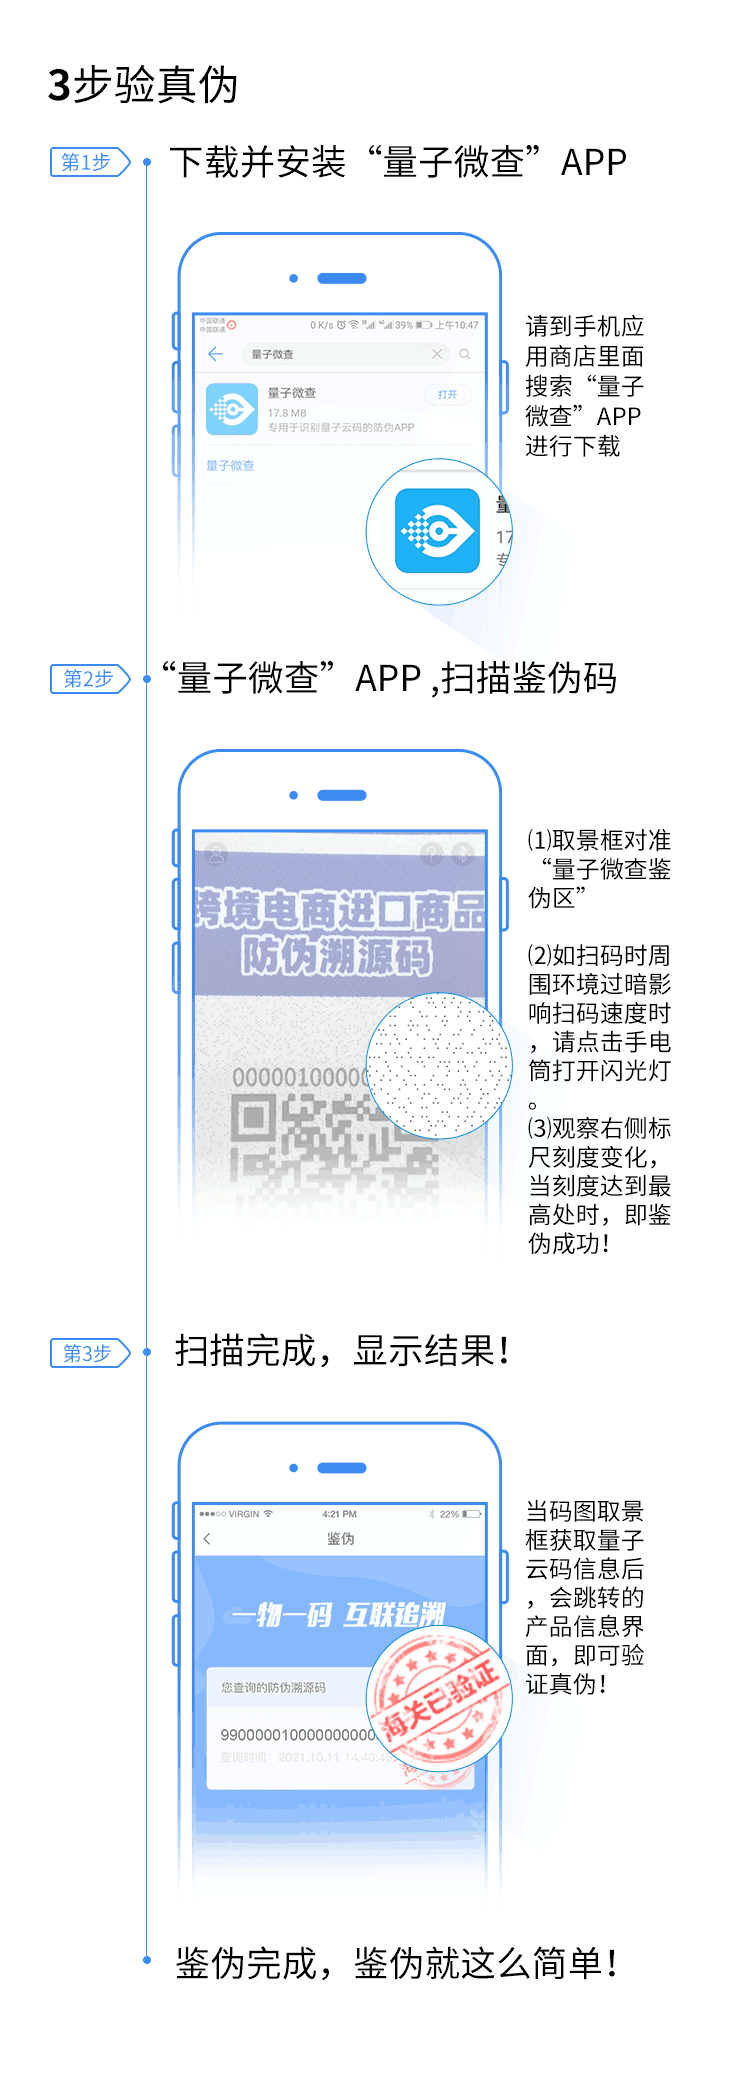 3步验真伪
第1步
下载并安装“量子微查”APP
中国联通
中国联通
0 K/s 39% 上午10:47
量子微查
量子微查
打开
17.8 MB
专用于识别量子云码的防伪APP
量子微查
量
17
专
请到手机应
用商店里面
搜索“量子
微查”APP
进行下载
第2步
“量子微查”APP ,扫描鉴伪码
跨境电商进口商品
防伪溯源码
0000010000
⑴取景框对准
“量子微查鉴
伪区”
⑵如扫码时周
围环境过暗影
响扫码速度时
，请点击手电
筒打开闪光灯
。
⑶观察右侧标
尺刻度变化，
当刻度达到最
高处时，即鉴
伪成功！
第3步
扫描完成，显示结果！
VIRGIN 4:21 PM 22%
鉴伪
一物一码 互联追溯
您查询的防伪溯源码
990000010000000000
查询时间：2021.10.11 14:40:45
海关已验证
当码图取景
框获取量子
云码信息后
，会跳转的
产品信息界
面，即可验
证真伪！
鉴伪完成，鉴伪就这么简单！